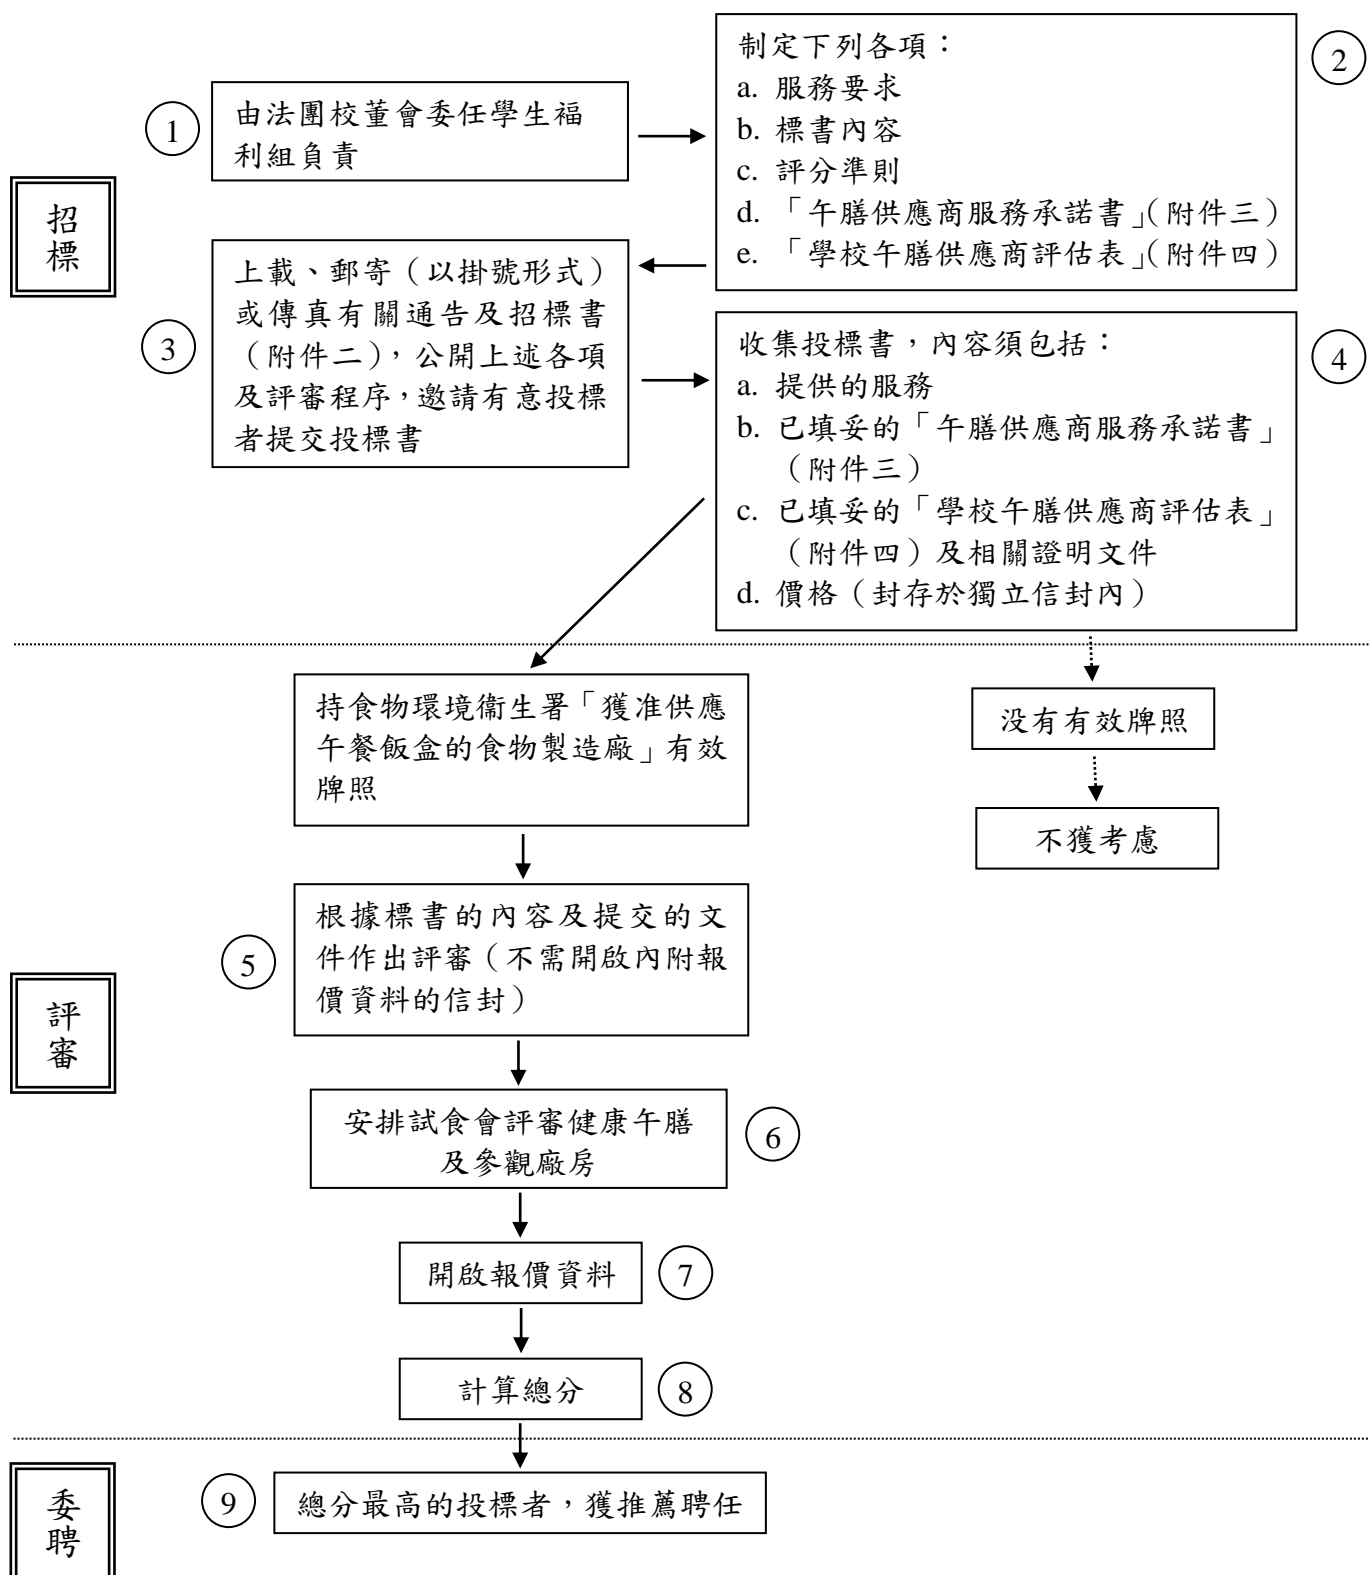 招
標
1
由法團校董會委任學生福
利組負責
2
制定下列各項：
a. 服務要求
b. 標書內容
c. 評分準則
d. 「午膳供應商服務承諾書」（附件三）
e. 「學校午膳供應商評估表」（附件四）
3
上載、郵寄（以掛號形式）
或傳真有關通告及招標書
（附件二），公開上述各項
及評審程序，邀請有意投標
者提交投標書
4
收集投標書，內容須包括：
a. 提供的服務
b. 已填妥的「午膳供應商服務承諾書」
（附件三）
c. 已填妥的「學校午膳供應商評估表」
（附件四）及相關證明文件
d. 價格（封存於獨立信封內）
評
審
持食物環境衞生署「獲准供應
午餐飯盒的食物製造廠」有效
牌照
没有有效牌照
不獲考慮
5
根據標書的內容及提交的文
件作出評審（不需開啟內附報
價資料的信封）
安排試食會評審健康午膳
及參觀廠房
6
開啟報價資料
7
計算總分
8
委
聘
9
總分最高的投標者，獲推薦聘任